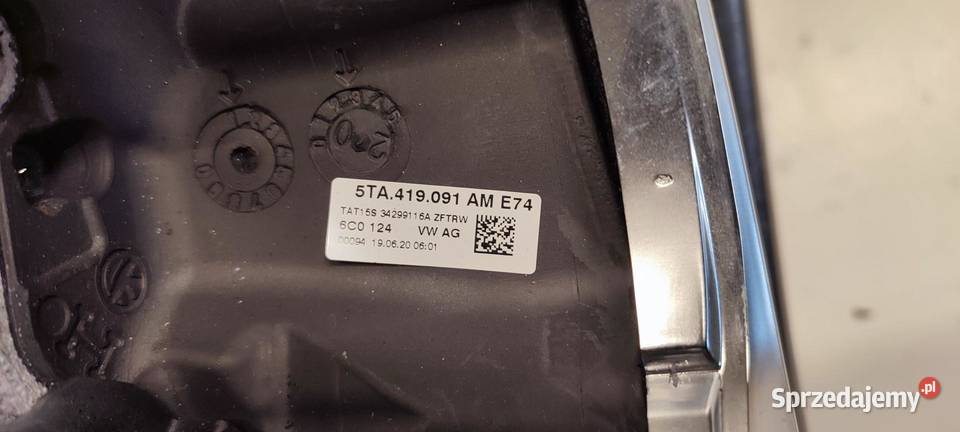 5TA.419.091 AM E74
TAT15S 34299116A ZFTRW
6C0 124 VW AG
00094 19.06.20 06:01
Sprzedajemy.pl